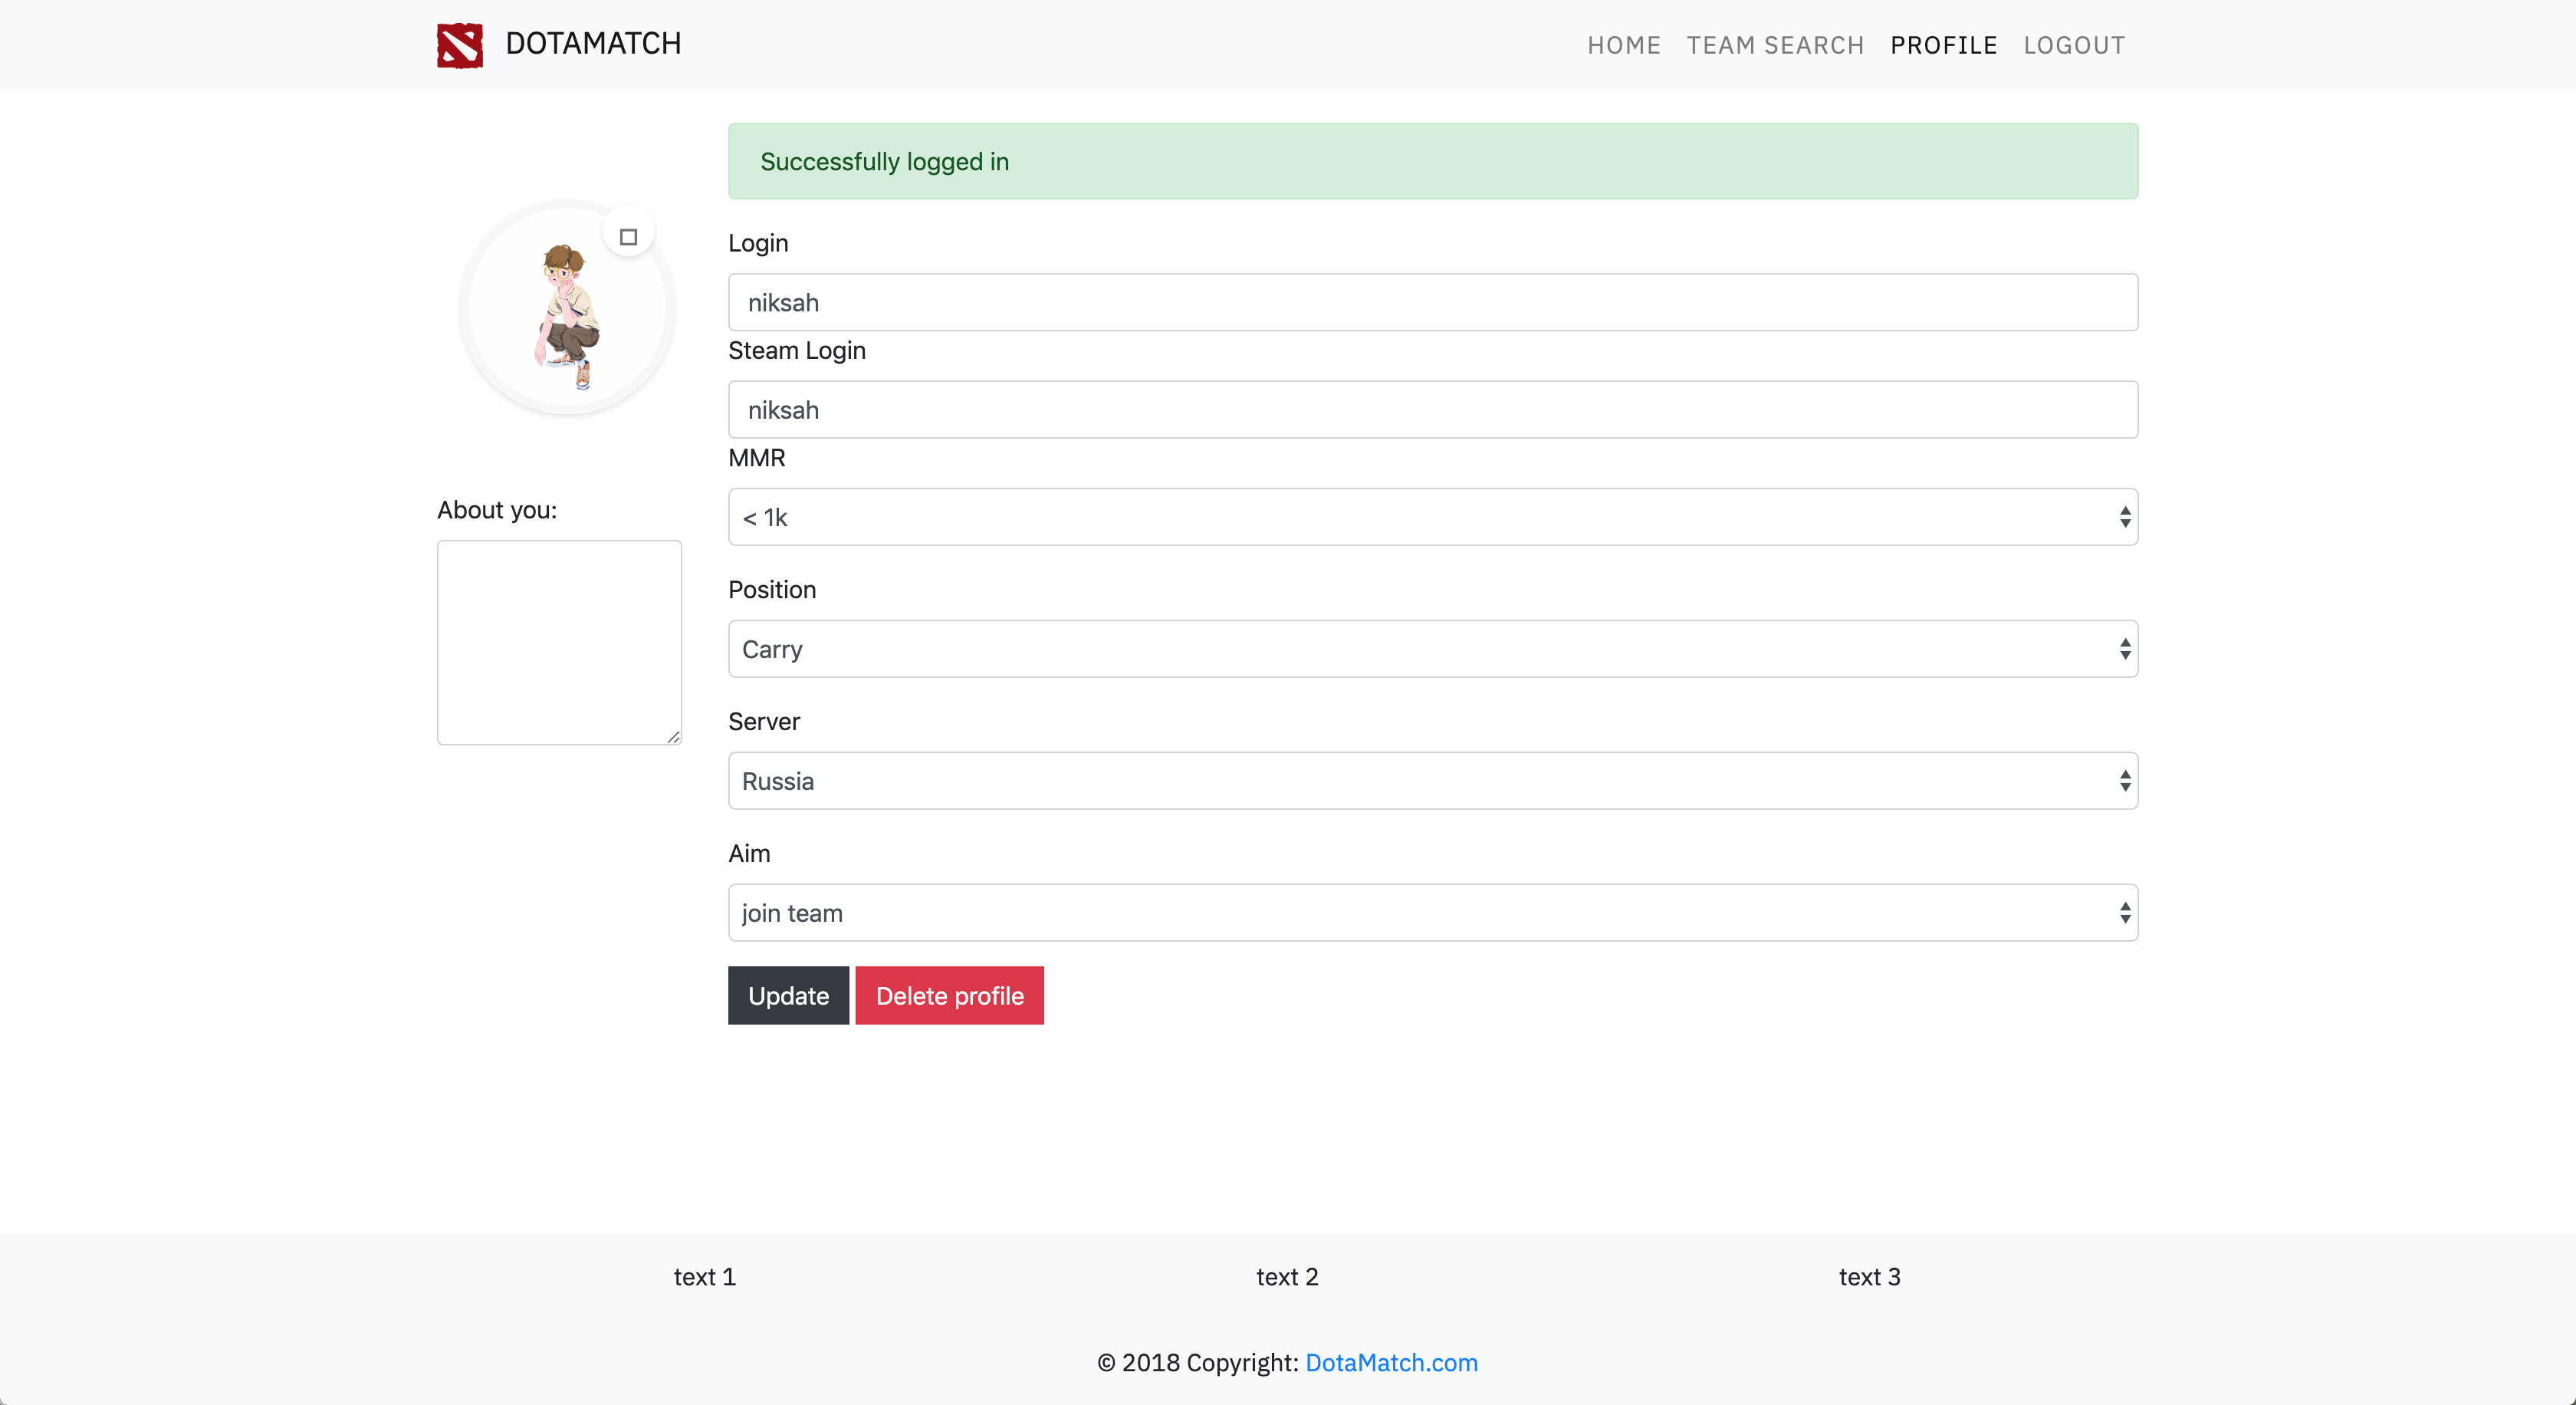 DOTAMATCH
HOME TEAM SEARCH PROFILE LOGOUT
Successfully logged in
Login
niksah
Steam Login
niksah
MMR
< 1k
About you:
Position
Carry
Server
Russia
Aim
join team
Update Delete profile
text 1 text 2 text 3
© 2018 Copyright: DotaMatch.com